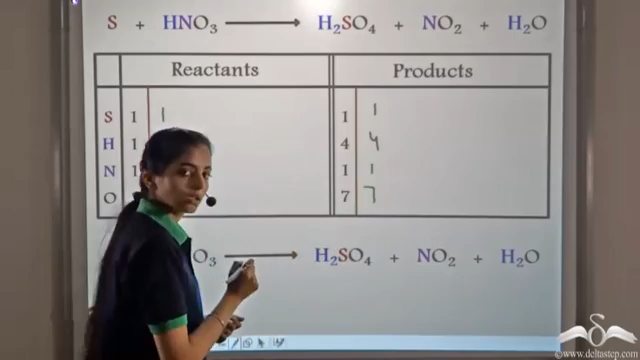 S + HNO₃ ⟶ H₂SO₄ + NO₂ + H₂O
Reactants Products
S 1 1 1 1
H 1 4 4
N 1 1 1
O 7 7
O₃ ⟶ H₂SO₄ + NO₂ + H₂O
©www.deltastep.com